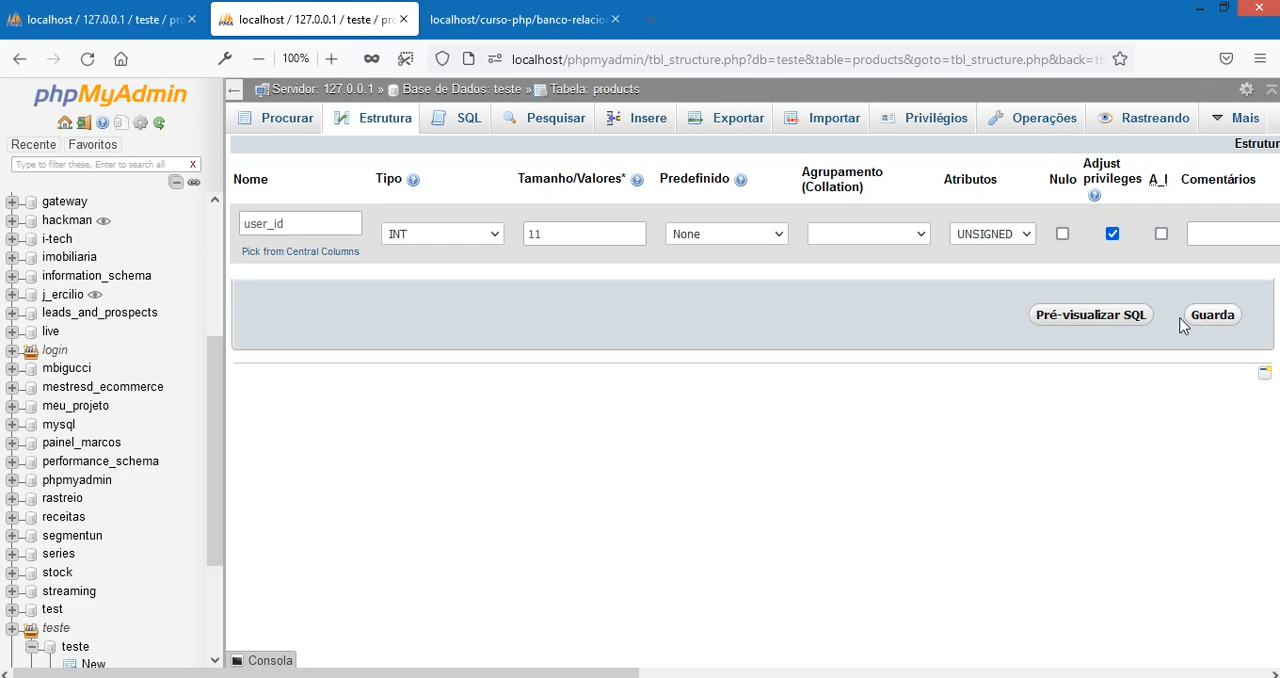 localhost / 127.0.0.1 / teste / pro
localhost / 127.0.0.1 / teste / pro
localhost/curso-php/banco-relacion
100%
localhost/phpmyadmin/tbl_structure.php?db=teste&table=products&goto=tbl_structure.php&back=tb
phpMyAdmin
Recente Favoritos
Type to filter these, Enter to search all X
gateway
hackman
i-tech
imobiliaria
information_schema
j_ercilio
leads_and_prospects
live
login
mbigucci
mestresd_ecommerce
meu_projeto
mysql
painel_marcos
performance_schema
phpmyadmin
rastreio
receitas
segmentun
series
stock
streaming
test
teste
teste
New
Servidor: 127.0.0.1 » Base de Dados: teste » Tabela: products
Procurar Estrutura SQL Pesquisar Insere Exportar Importar Privilégios Operações Rastreando Mais
Estrutur
Nome Tipo Tamanho/Valores* Predefinido Agrupamento (Collation) Atributos Nulo Adjust privileges A_I Comentários
user_id INT 11 None UNSIGNED
Pick from Central Columns
Pré-visualizar SQL Guarda
Consola